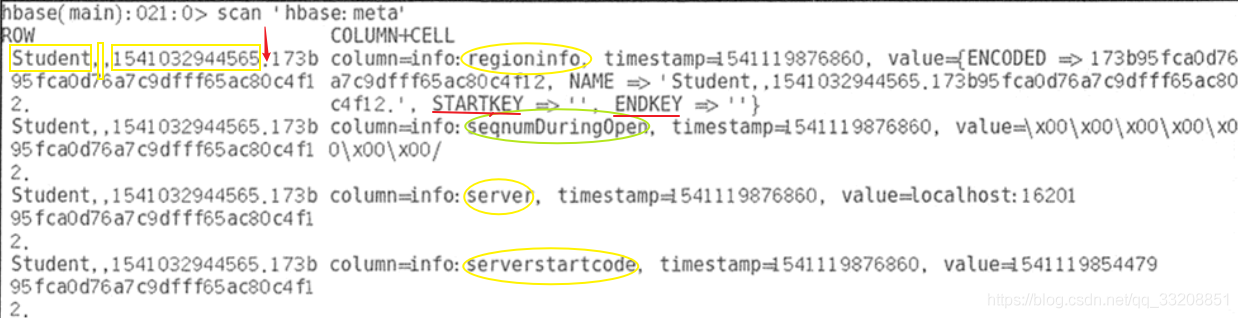 hbase(main):021:0> scan 'hbase:meta'
ROW COLUMN+CELL
Student,,1541032944565.173b column=info:regioninfo, timestamp=1541119876860, value={ENCODED => 173b95fca0d76
95fca0d76a7c9dfff65ac80c4f1 a7c9dfff65ac80c4f12, NAME => 'Student,,1541032944565.173b95fca0d76a7c9dfff65ac80
2. c4f12.', STARTKEY => '', ENDKEY => ''}
Student,,1541032944565.173b column=info:seqnumDuringOpen, timestamp=1541119876860, value=\x00\x00\x00\x00\x0
95fca0d76a7c9dfff65ac80c4f1 0\x00\x00/
2.
Student,,1541032944565.173b column=info:server, timestamp=1541119876860, value=localhost:16201
95fca0d76a7c9dfff65ac80c4f1
2.
Student,,1541032944565.173b column=info:serverstartcode, timestamp=1541119876860, value=1541119854479
95fca0d76a7c9dfff65ac80c4f1
2.
https://blog.csdn.net/qq_33208851